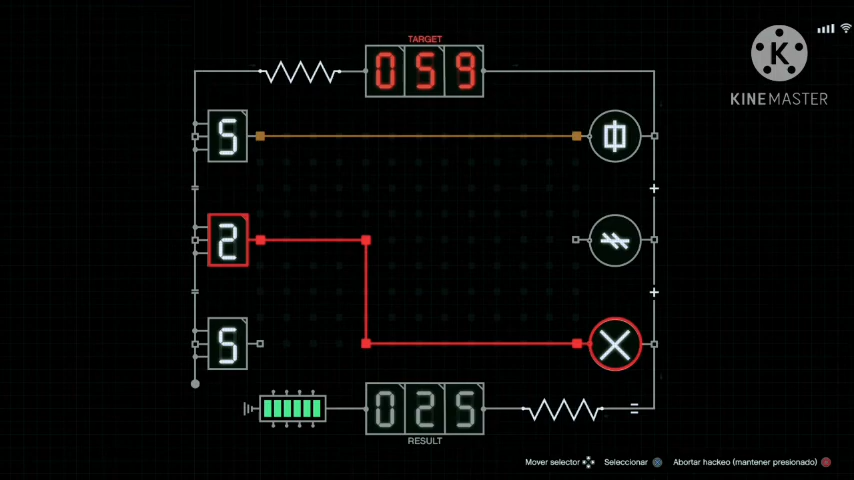 TARGET
059
KINEMASTER
K
5
2
5
025
RESULT
Mover selector Seleccionar Abortar hackeo (mantener presionado)